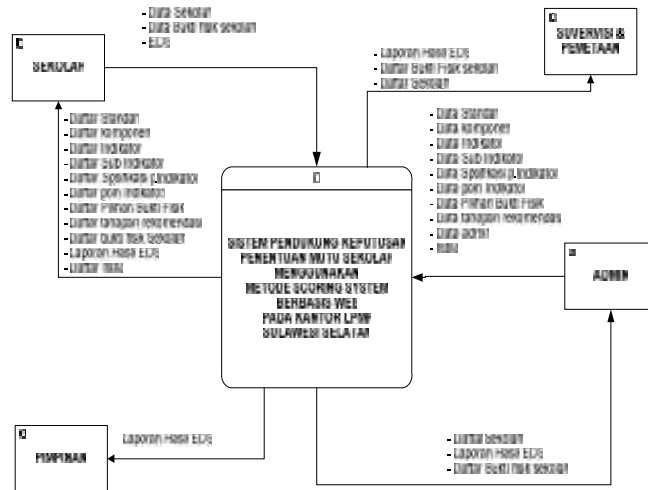 - Data Sekolah
- Data Bukti fisik sekolah
- EDS
SEKOLAH
SUVERVISI &
PEMETAAN
- Laporan Hasil EDS
- Daftar Bukti Fisik sekolah
- Daftar Sekolah
- Daftar Standar
- Daftar komponen
- Daftar Indikator
- Daftar Sub Indikator
- Daftar Spsifikasi p.Indikator
- Daftar poin Indikator
- Daftar Pilihan Bukti Fisik
- Daftar tahapan rekomendasi
- Daftar bukti fisik Sekolah
- Laporan Hasil EDS
- Daftar nilai
- Data Standar
- Data komponen
- Data Indikator
- Data Sub Indikator
- Data Spsifikasi p.Indikator
- Data poin Indikator
- Data Pilihan Bukti Fisik
- Data tahapan rekomendasi
- Data admin
SISTEM PENDUKUNG KEPUTUSAN
PENENTUAN MUTU SEKOLAH
MENGGUNAKAN
METODE SCORING SYSTEM
BERBASIS WEB
PADA KANTOR LPMP
SULAWESI SELATAN
ADMIN
Laporan Hasil EDS
PIMPINAN
- Daftar Sekolah
- Laporan Hasil EDS
- Daftar Bukti fisik sekolah